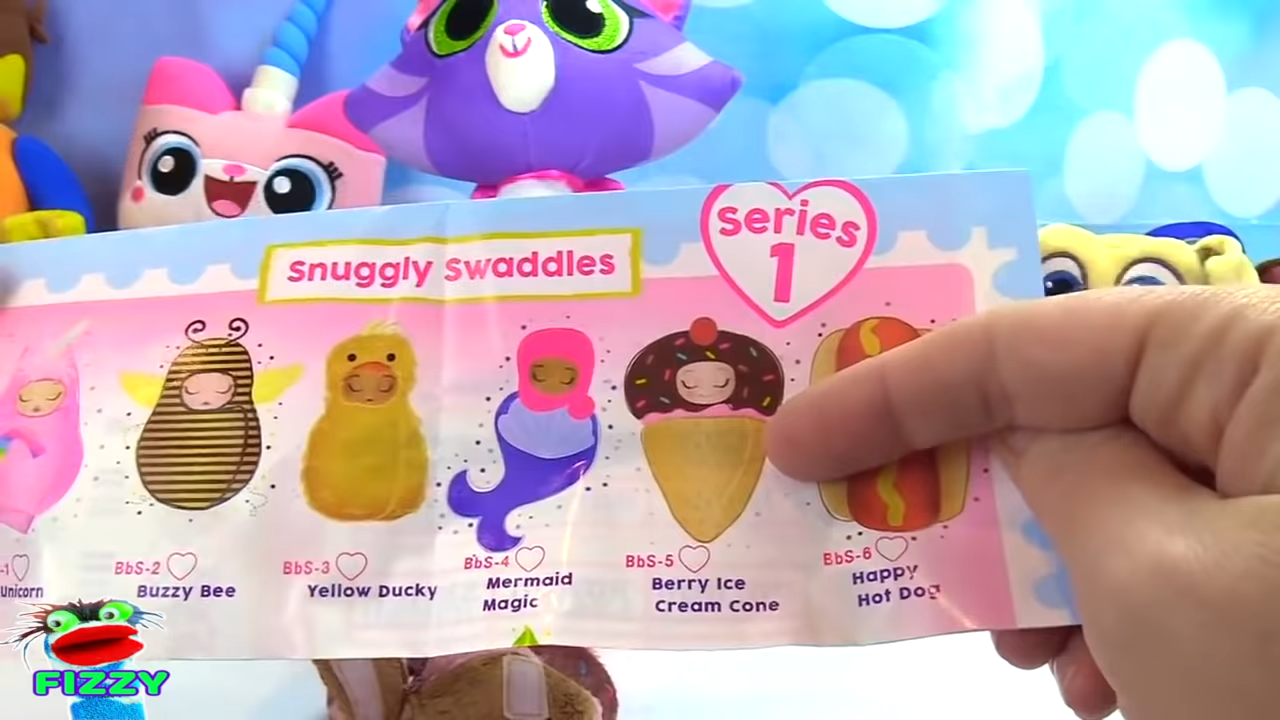 Snuggly Swaddles
Series
1
-1
Unicorn
BbS-2
Buzzy Bee
BbS-3
Yellow Ducky
BbS-4
Mermaid
Magic
BbS-5
Berry Ice
Cream Cone
BbS-6
Happy
Hot Dog
FIZZY